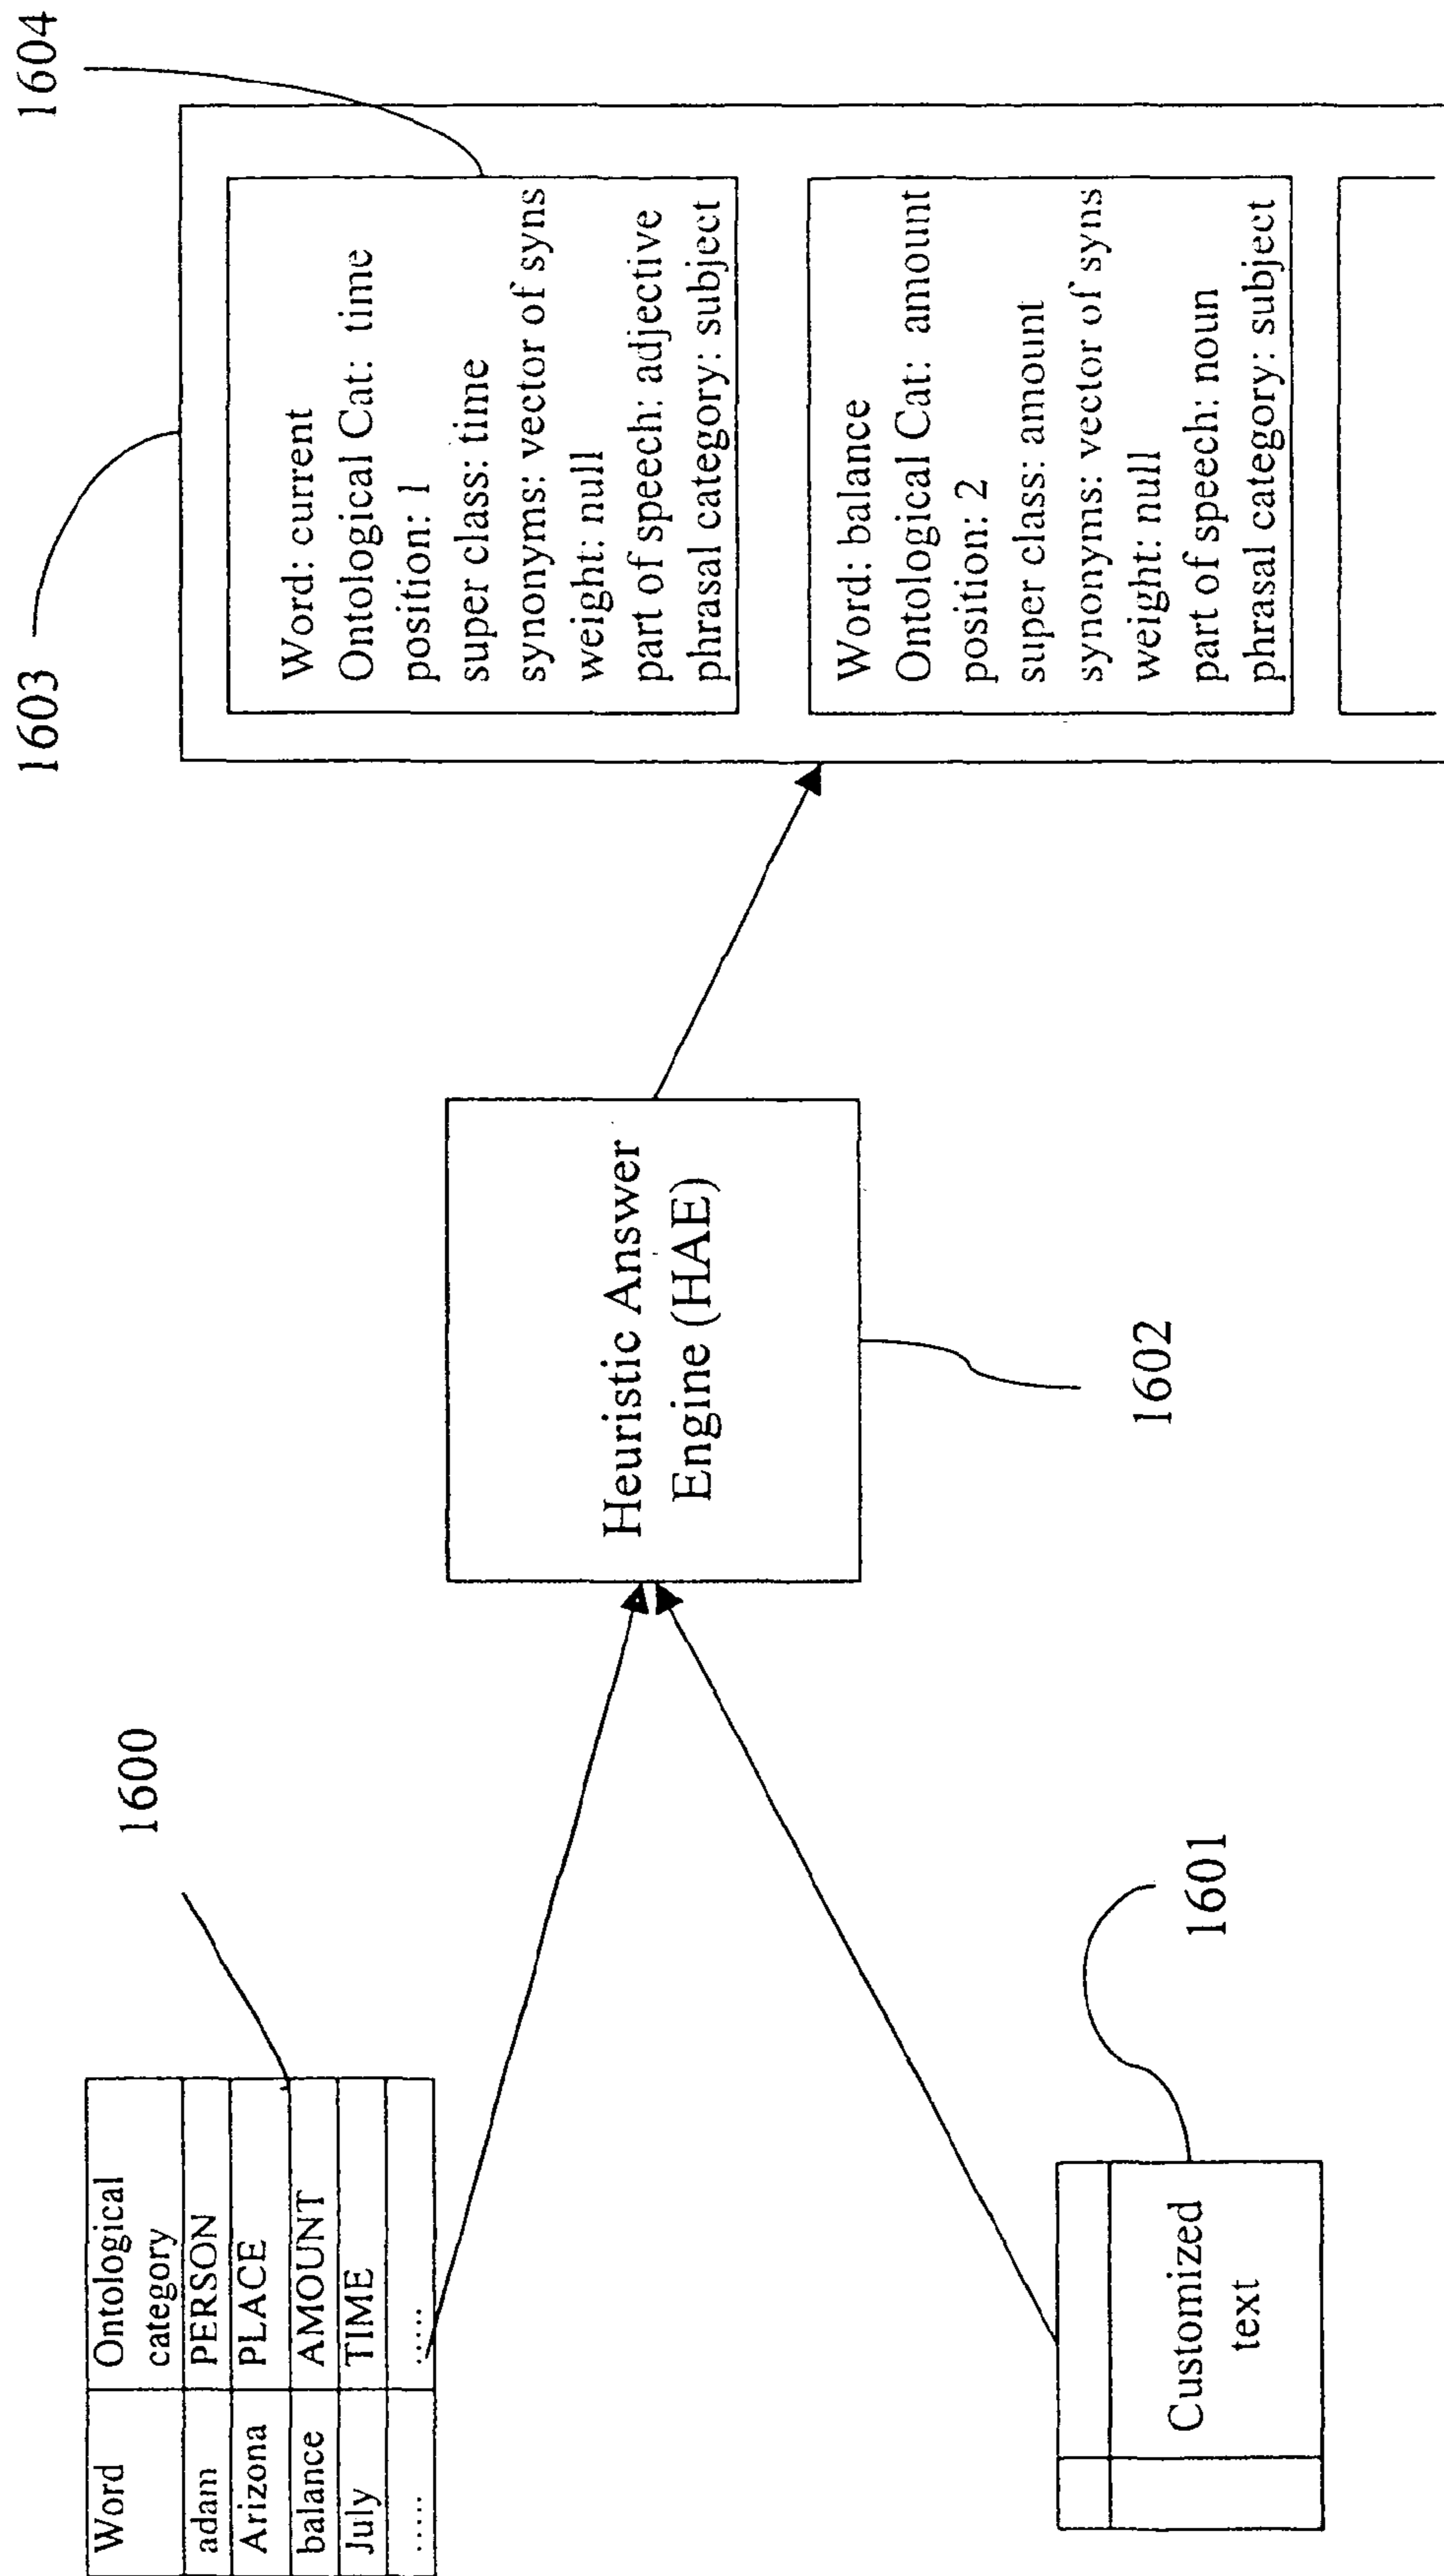 Word Ontological category
adam PERSON
Arizona PLACE
balance AMOUNT
July TIME
..... .....
1600
Customized
text
1601
Heuristic Answer
Engine (HAE)
1602
1603
1604
Word: current
Ontological Cat: time
position: 1
super class: time
synonyms: vector of syns
weight: null
part of speech: adjective
phrasal category: subject
Word: balance
Ontological Cat: amount
position: 2
super class: amount
synonyms: vector of syns
weight: null
part of speech: noun
phrasal category: subject